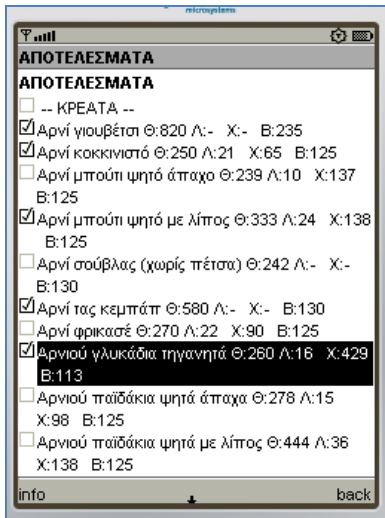 microsystems
ΑΠΟΤΕΛΕΣΜΑΤΑ
ΑΠΟΤΕΛΕΣΜΑΤΑ
-- ΚΡΕΑΤΑ --
Αρνί γιουβέτσι Θ:820 Λ:- Χ:- Β:235
Αρνί κοκκινιστό Θ:250 Λ:21 Χ:65 Β:125
Αρνί μπούτι ψητό άπαχο Θ:239 Λ:10 Χ:137
Β:125
Αρνί μπούτι ψητό με λίπος Θ:333 Λ:24 Χ:138
Β:125
Αρνί σούβλας (χωρίς πέτσα) Θ:242 Λ:- Χ:-
Β:130
Αρνί τας κεμπάπ Θ:580 Λ:- Χ:- Β:130
Αρνί φρικασέ Θ:270 Λ:22 Χ:90 Β:125
Αρνιού γλυκάδια τηγανητά Θ:260 Λ:16 Χ:429
Β:113
Αρνιού παϊδάκια ψητά άπαχα Θ:278 Λ:15
Χ:98 Β:125
Αρνιού παϊδάκια ψητά με λίπος Θ:444 Λ:36
Χ:138 Β:125
info back